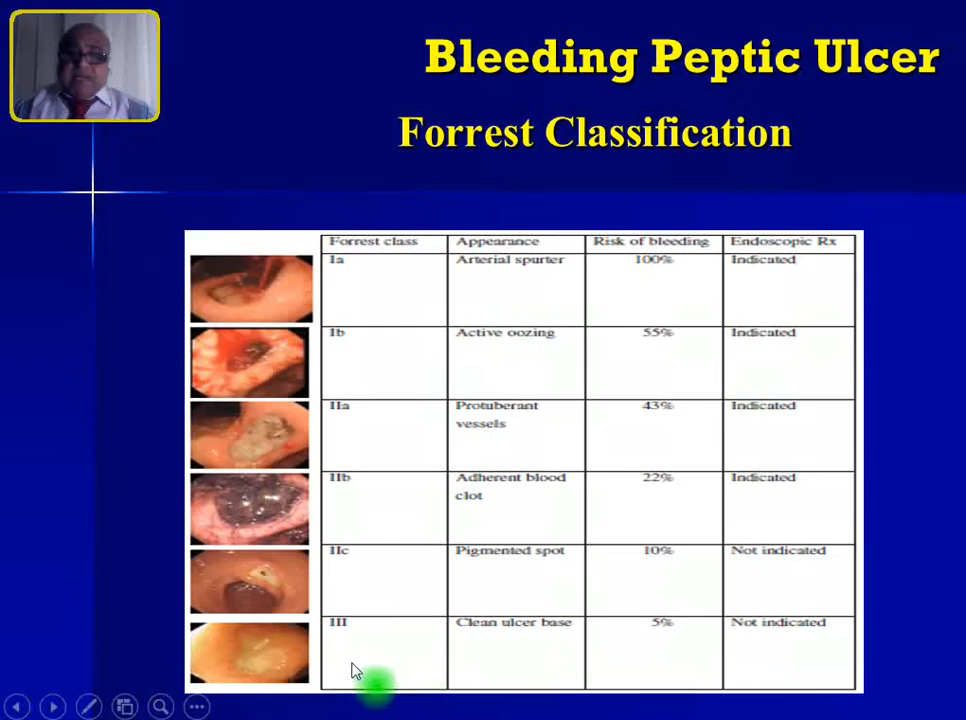 Bleeding Peptic Ulcer
Forrest Classification
Forrest class Appearance Risk of bleeding Endoscopic Rx
Ia Arterial spurter 100% Indicated
Ib Active oozing 55% Indicated
IIa Protuberant vessels 43% Indicated
IIb Adherent blood clot 22% Indicated
IIc Pigmented spot 10% Not indicated
III Clean ulcer base 5% Not indicated